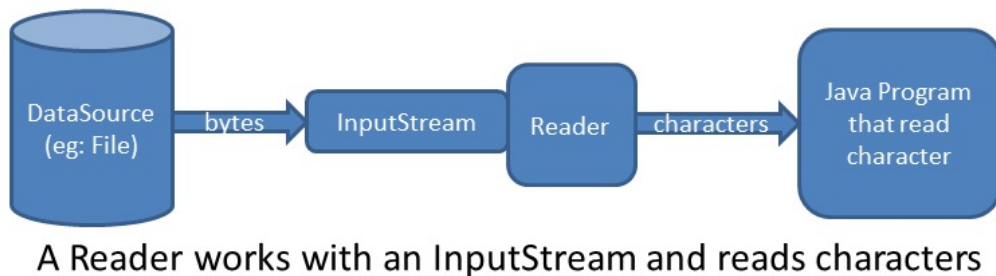 DataSource
(eg: File)
bytes
InputStream
Reader
characters
Java Program
that read
character
A Reader works with an InputStream and reads characters